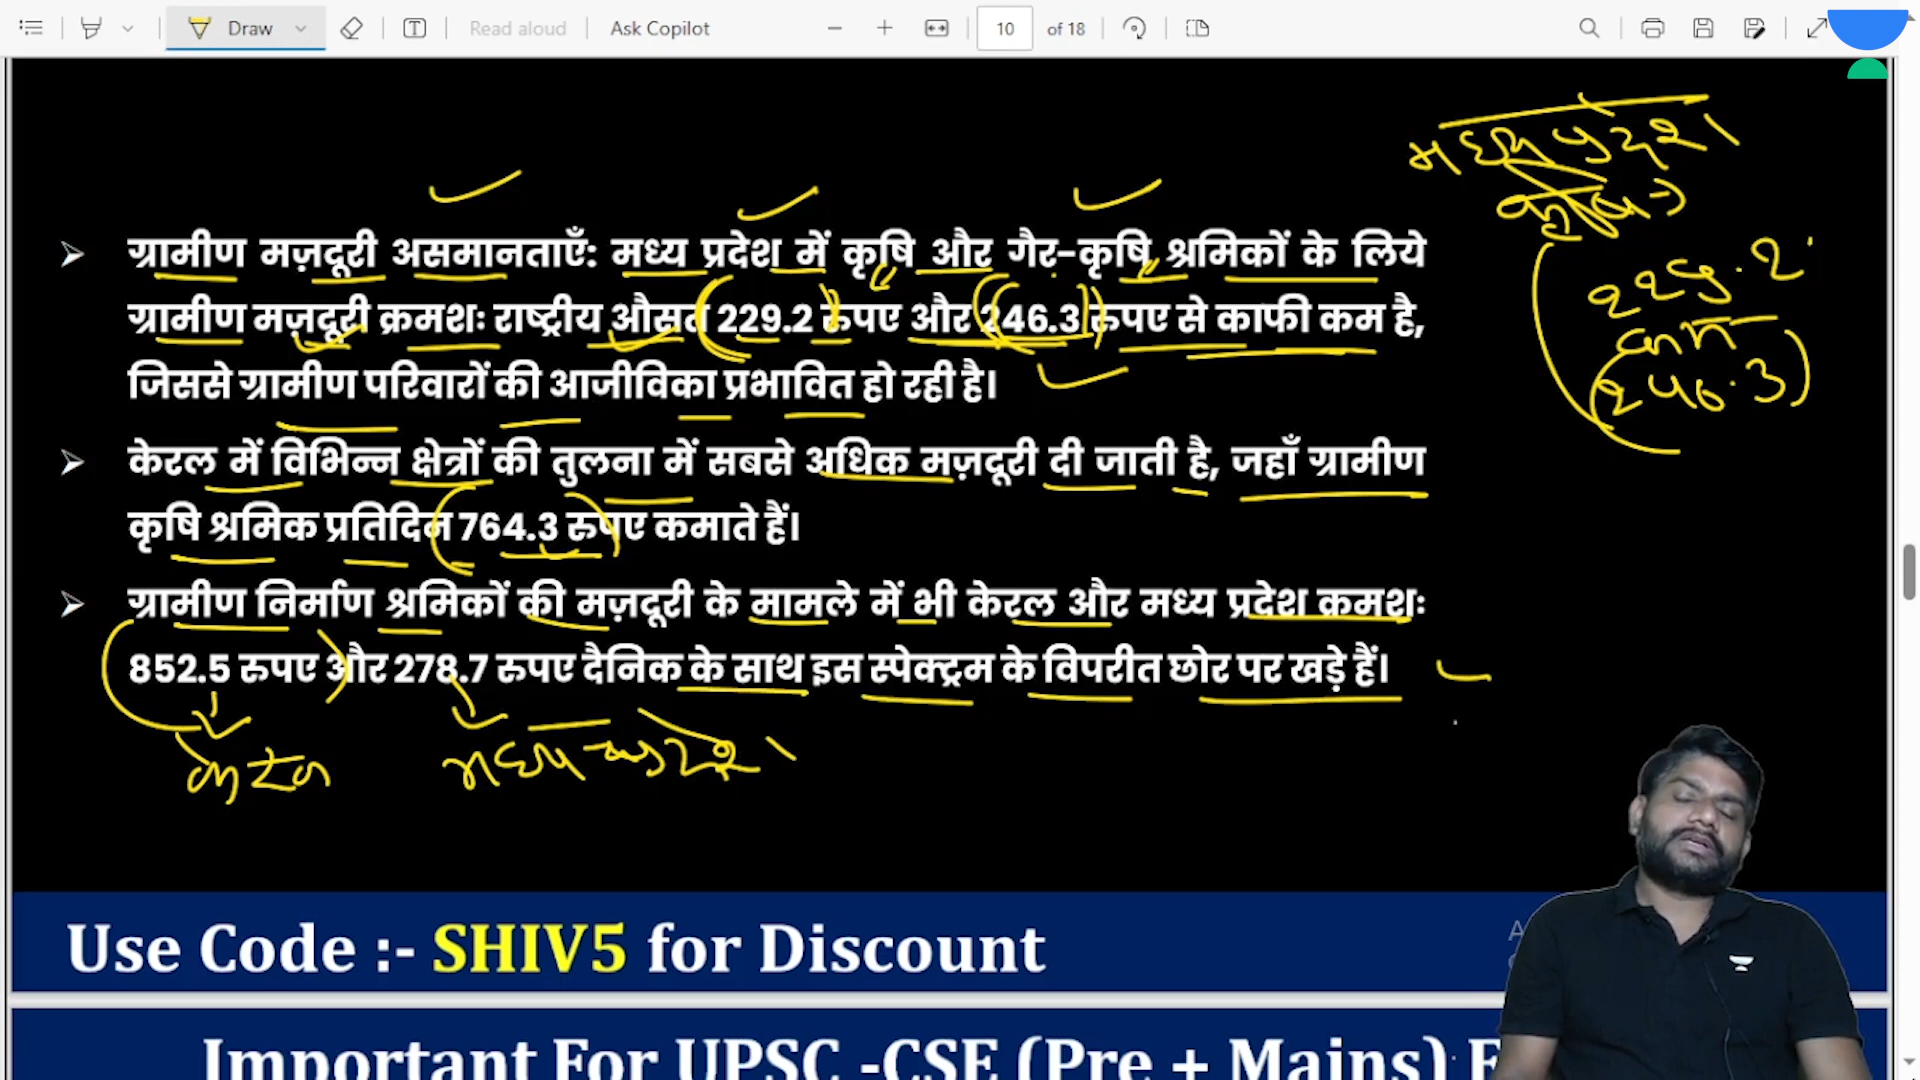 Draw
Read aloud
Ask Copilot
10 of 18
मध्यप्रदेश
ग्रामीण मज़दूरी असमानताएँ: मध्य प्रदेश में कृषि और गैर-कृषि श्रमिकों के लिये
229.2
ग्रामीण मज़दूरी क्रमशः राष्ट्रीय औसत 229.2 रुपए और 246.3 रुपए से काफी कम है,
246.3
जिससे ग्रामीण परिवारों की आजीविका प्रभावित हो रही है।
केरल में विभिन्न क्षेत्रों की तुलना में सबसे अधिक मज़दूरी दी जाती है, जहाँ ग्रामीण
कृषि श्रमिक प्रतिदिन 764.3 रुपए कमाते हैं।
ग्रामीण निर्माण श्रमिकों की मज़दूरी के मामले में भी केरल और मध्य प्रदेश क्रमशः
852.5 रुपए और 278.7 रुपए दैनिक के साथ इस स्पेक्ट्रम के विपरीत छोर पर खड़े हैं।
केरल मध्यप्रदेश
Use Code :- SHIV5 for Discount
Important For UPSC -CSE (Pre + Mains) E